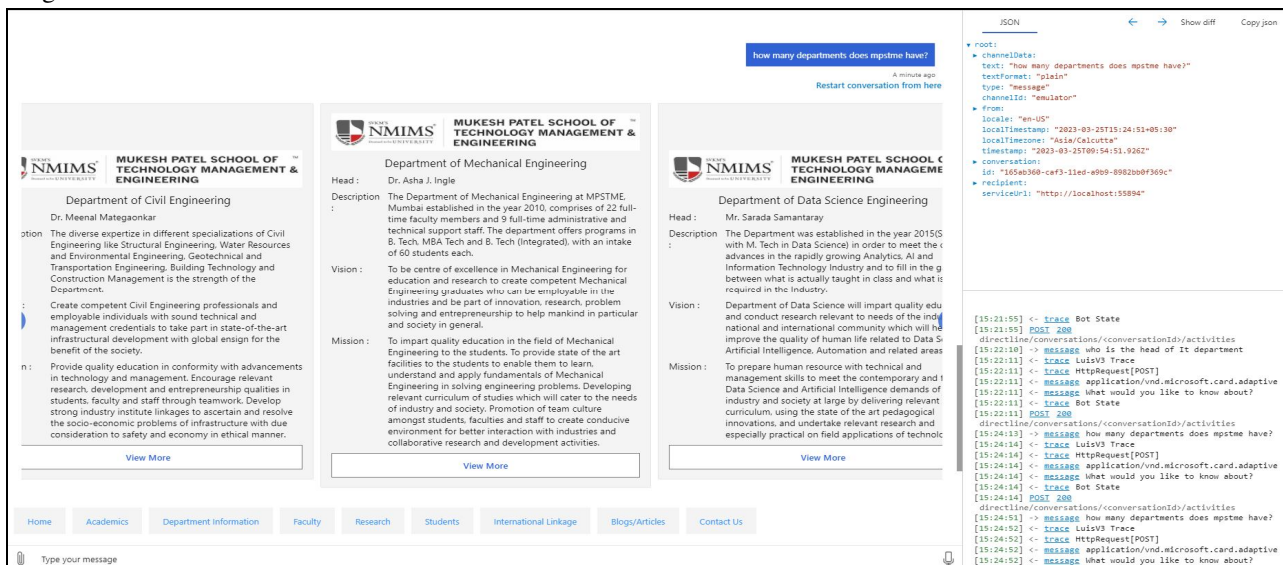 how many departments does mpstme have?
A minute ago
Restart conversation from here
SVKM'S
NMIMS
MUKESH PATEL SCHOOL OF
TECHNOLOGY MANAGEMENT &
ENGINEERING
Department of Civil Engineering
Dr. Meenal Mategaonkar
The diverse expertize in different specializations of Civil
Engineering like Structural Engineering, Water Resources
and Environmental Engineering, Geotechnical and
Transportation Engineering, Building Technology and
Construction Management is the strength of the
Department.
Create competent Civil Engineering professionals and
employable individuals with sound technical and
management credentials to take part in state-of-the-art
infrastructural development with global ensign for the
benefit of the society.
Provide quality education in conformity with advancements
in technology and management. Encourage relevant
research, development and entrepreneurship qualities in
students, faculty and staff through teamwork. Develop
strong industry institute linkages to ascertain and resolve
the socio-economic problems of infrastructure with due
consideration to safety and economy in ethical manner.
View More
SVKM'S
NMIMS
MUKESH PATEL SCHOOL OF
TECHNOLOGY MANAGEMENT &
ENGINEERING
Department of Mechanical Engineering
Head : Dr. Asha J. Ingle
Description : The Department of Mechanical Engineering at MPSTME,
Mumbai established in the year 2010, comprises of 22 full-
time faculty members and 9 full-time administrative and
technical support staff. The department offers programs in
B. Tech, MBA Tech and B. Tech (Integrated), with an intake
of 60 students each.
Vision : To be centre of excellence in Mechanical Engineering for
education and research to create competent Mechanical
Engineering graduates who can be employable in the
industries and be part of innovation, research, problem
solving and entrepreneurship to help mankind in particular
and society in general.
Mission : To impart quality education in the field of Mechanical
Engineering to the students. To provide state of the art
facilities to the students to enable them to learn,
understand and apply fundamentals of Mechanical
Engineering in solving engineering problems. Developing
relevant curriculum of studies which will cater to the needs
of industry and society. Promotion of team culture
amongst students, faculties and staff to create conducive
environment for better interaction with industries and
collaborative research and development activities.
View More
SVKM'S
NMIMS
MUKESH PATEL SCHOOL
TECHNOLOGY MANAGEME
ENGINEERING
Department of Data Science Engineering
Head : Mr. Sarada Samantaray
Description : The Department was established in the year 2015(S
with M. Tech in Data Science) in order to meet the
advances in the rapidly growing Analytics, AI and
Information Technology Industry and to fill in the g
between what is actually taught in class and what is
required in the Industry.
Vision : Department of Data Science will impart quality edu
and conduct research relevant to needs of the
national and international community which will he
improve the quality of human life related to Data
Artificial Intelligence, Automation and related areas
Mission : To prepare human resource with technical and
management skills to meet the contemporary and
Data Science and Artificial Intelligence demands of
industry and society at large by delivering relevant
curriculum, using the state of the art pedagogical
innovations, and undertake relevant research and
especially practical on field applications of technolo
View More
Home Academics Department Information Faculty Research Students International Linkage Blogs/Articles Contact Us
Type your message
JSON Show diff Copy json
root:
channelData:
text: "how many departments does mpstme have?"
textFormat: "plain"
type: "message"
channelId: "emulator"
from:
locale: "en-US"
localTimestamp: "2023-03-25T15:24:51+05:30"
localTimezone: "Asia/Calcutta"
timestamp: "2023-03-25T09:54:51.926Z"
conversation:
id: "165ab360-caf3-11ed-a9b9-8982bb0f369c"
recipient:
serviceUrl: "http://localhost:55894"
[15:21:55] <- trace Bot State
[15:21:55] POST 200
directline/conversations/<conversationId>/activities
[15:22:10] -> message who is the head of It department
[15:22:11] <- trace LuisV3 Trace
[15:22:11] <- trace HttpRequest[POST]
[15:22:11] <- message application/vnd.microsoft.card.adaptive
[15:22:11] <- message What would you like to know about?
[15:22:11] <- trace Bot State
[15:22:11] POST 200
directline/conversations/<conversationId>/activities
[15:24:13] -> message how many departments does mpstme have?
[15:24:14] <- trace LuisV3 Trace
[15:24:14] <- trace HttpRequest[POST]
[15:24:14] <- message application/vnd.microsoft.card.adaptive
[15:24:14] <- message What would you like to know about?
[15:24:14] <- trace Bot State
[15:24:14] POST 200
directline/conversations/<conversationId>/activities
[15:24:51] -> message how many departments does mpstme have?
[15:24:52] <- trace LuisV3 Trace
[15:24:52] <- trace HttpRequest[POST]
[15:24:52] <- message application/vnd.microsoft.card.adaptive
[15:24:52] <- message What would you like to know about?